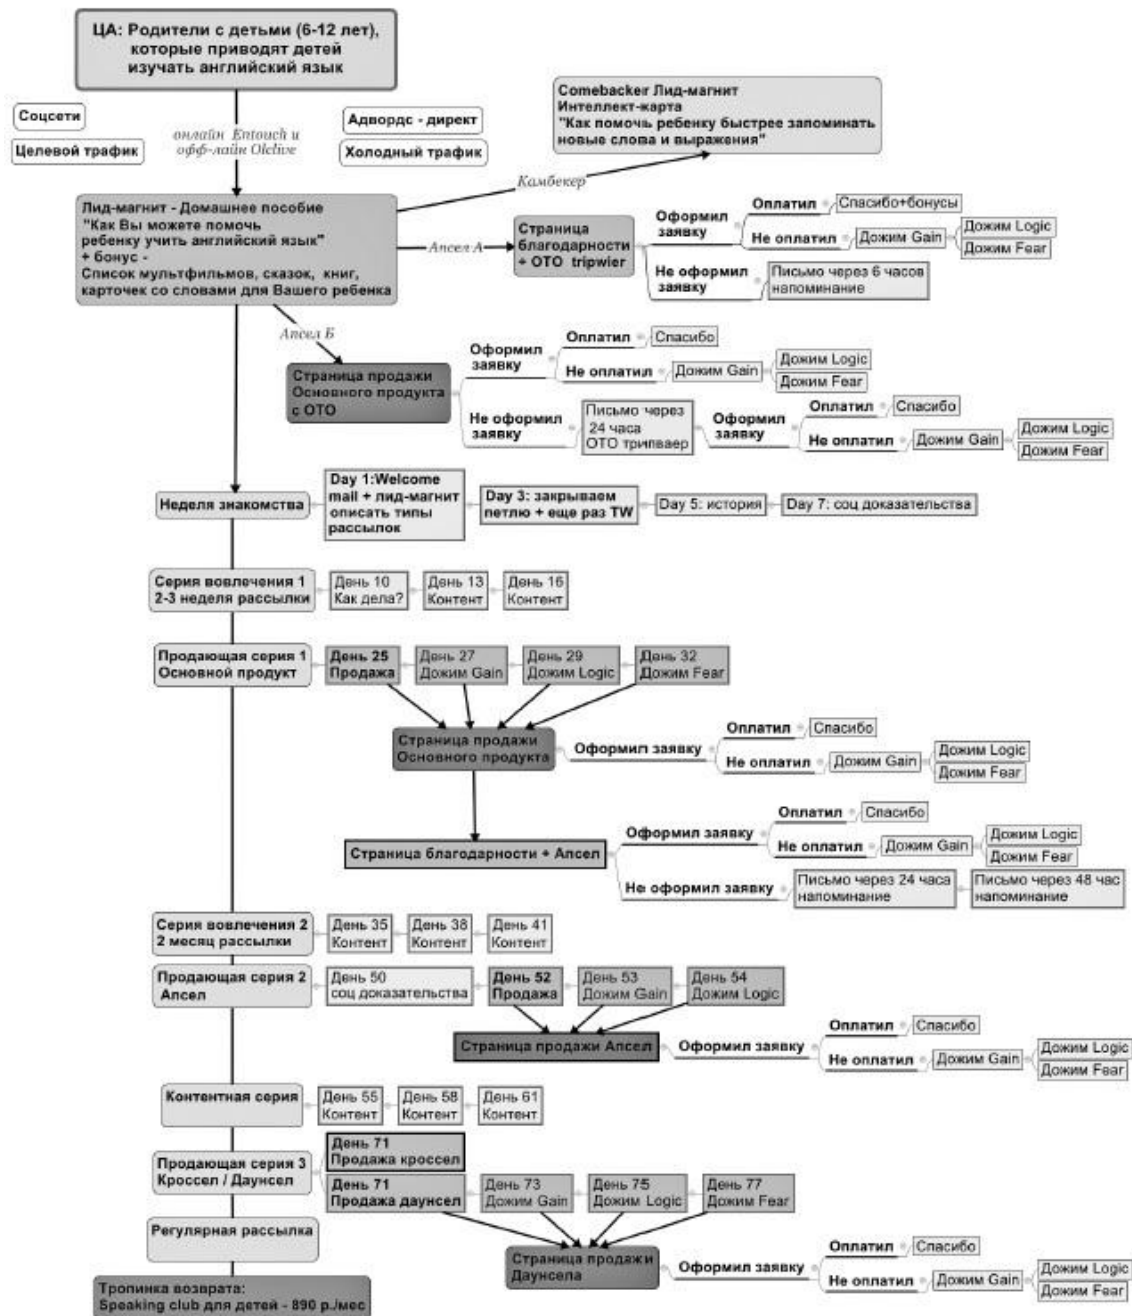 ЦА: Родители с детьми (6-12 лет),
которые приводят детей
изучать английский язык
Соцсети
Целевой трафик
онлайн Entouch и
офф-лайн Olclive
Адвордс - директ
Холодный трафик
Comebacker Лид-магнит
Интеллект-карта
"Как помочь ребенку быстрее запоминать
новые слова и выражения"
Камбекер
Лид-магнит - Домашнее пособие
"Как Вы можете помочь
ребенку учить английский язык"
+ бонус -
Список мультфильмов, сказок, книг,
карточек со словами для Вашего ребенка
Апсел А
Страница
благодарности
+ ОТО tripwier
Оформил
заявку
Оплатил
Спасибо+бонусы
Не оплатил
Дожим Gain
Дожим Logic
Дожим Fear
Не оформил
заявку
Письмо через 6 часов
напоминание
Апсел Б
Страница продажи
Основного продукта
с ОТО
Оформил
заявку
Оплатил
Спасибо
Не оплатил
Дожим Gain
Дожим Logic
Дожим Fear
Не оформил
заявку
Письмо через
24 часа
ОТО трипваер
Оформил
заявку
Оплатил
Спасибо
Не оплатил
Дожим Gain
Дожим Logic
Дожим Fear
Неделя знакомства
Day 1:Welcome
mail + лид-магнит
описать типы
рассылок
Day 3: закрываем
петлю + еще раз TW
Day 5: история
Day 7: соц доказательства
Серия вовлечения 1
2-3 неделя рассылки
День 10
Как дела?
День 13
Контент
День 16
Контент
Продающая серия 1
Основной продукт
День 25
Продажа
День 27
Дожим Gain
День 29
Дожим Logic
День 32
Дожим Fear
Страница продажи
Основного продукта
Оформил заявку
Оплатил
Спасибо
Не оплатил
Дожим Gain
Дожим Logic
Дожим Fear
Страница благодарности + Апсел
Оформил заявку
Оплатил
Спасибо
Не оплатил
Дожим Gain
Дожим Logic
Дожим Fear
Не оформил заявку
Письмо через 24 часа
напоминание
Письмо через 48 час
напоминание
Серия вовлечения 2
2 месяц рассылки
День 35
Контент
День 38
Контент
День 41
Контент
Продающая серия 2
Апсел
День 50
соц доказательства
День 52
Продажа
День 53
Дожим Gain
День 54
Дожим Logic
Страница продажи Апсел
Оформил заявку
Оплатил
Спасибо
Не оплатил
Дожим Gain
Дожим Logic
Дожим Fear
Контентная серия
День 55
Контент
День 58
Контент
День 61
Контент
Продающая серия 3
Кроссел / Даунсел
День 71
Продажа кроссел
День 71
Продажа даунсел
День 73
Дожим Gain
День 75
Дожим Logic
День 77
Дожим Fear
Регулярная рассылка
Страница продажи
Даунсела
Оформил заявку
Оплатил
Спасибо
Не оплатил
Дожим Gain
Дожим Logic
Дожим Fear
Тропинка возврата:
Speaking club для детей - 890 р./мес